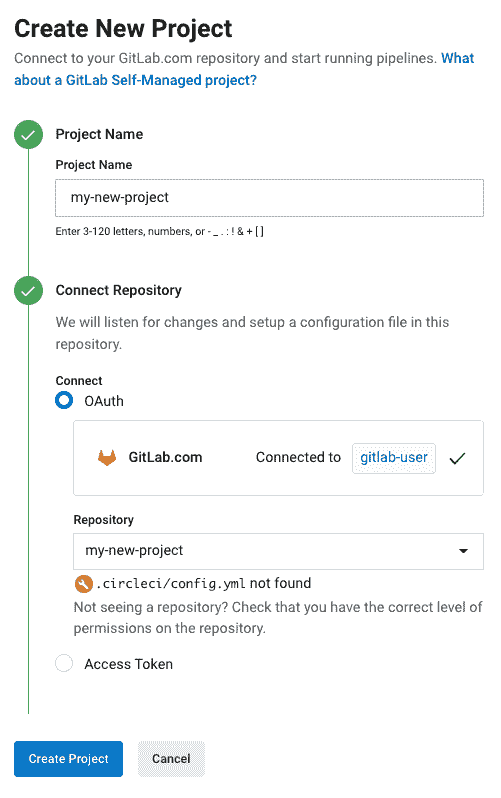 Create New Project
Connect to your GitLab.com repository and start running pipelines. What
about a GitLab Self-Managed project?
Project Name
Project Name
my-new-project
Enter 3-120 letters, numbers, or - _ . : ! & + [ ]
Connect Repository
We will listen for changes and setup a configuration file in this
repository.
Connect
OAuth
GitLab.com Connected to gitlab-user
Repository
my-new-project
.circleci/config.yml not found
Not seeing a repository? Check that you have the correct level of
permissions on the repository.
Access Token
Create Project Cancel